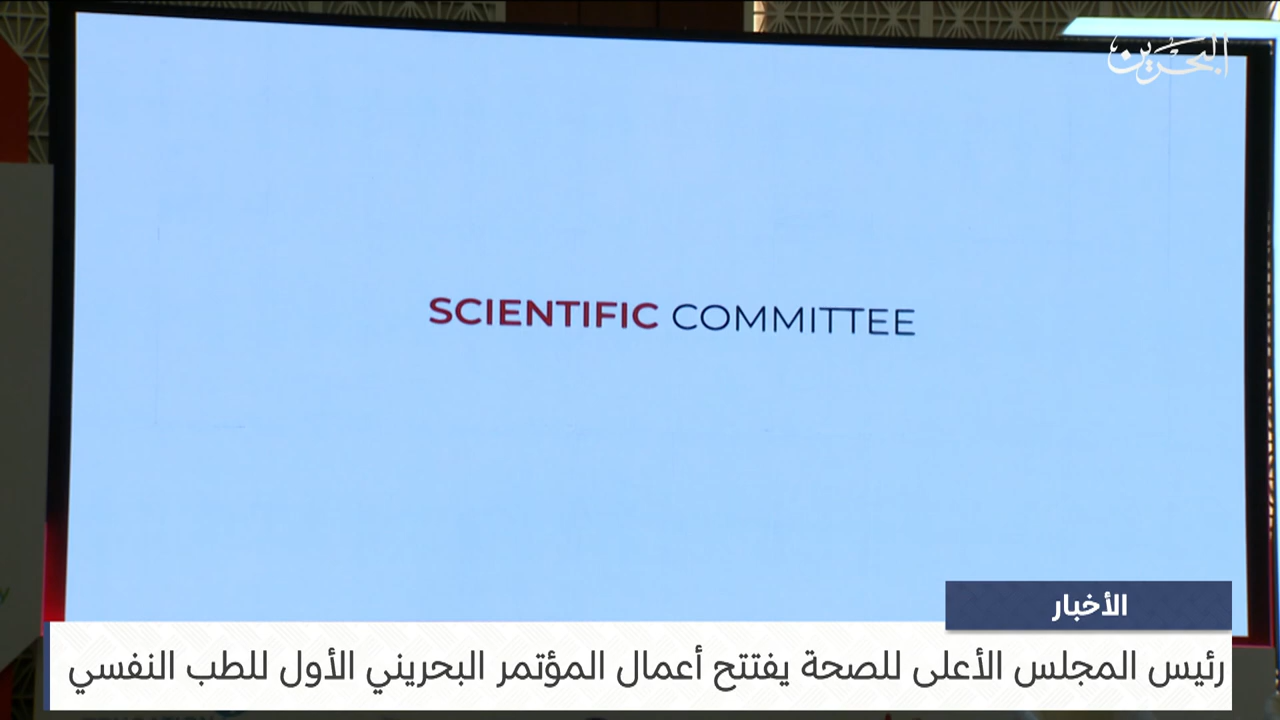 البحرين
SCIENTIFIC COMMITTEE
الأخبار
رئيس المجلس الأعلى للصحة يفتتح أعمال المؤتمر البحريني الأول للطب النفسي